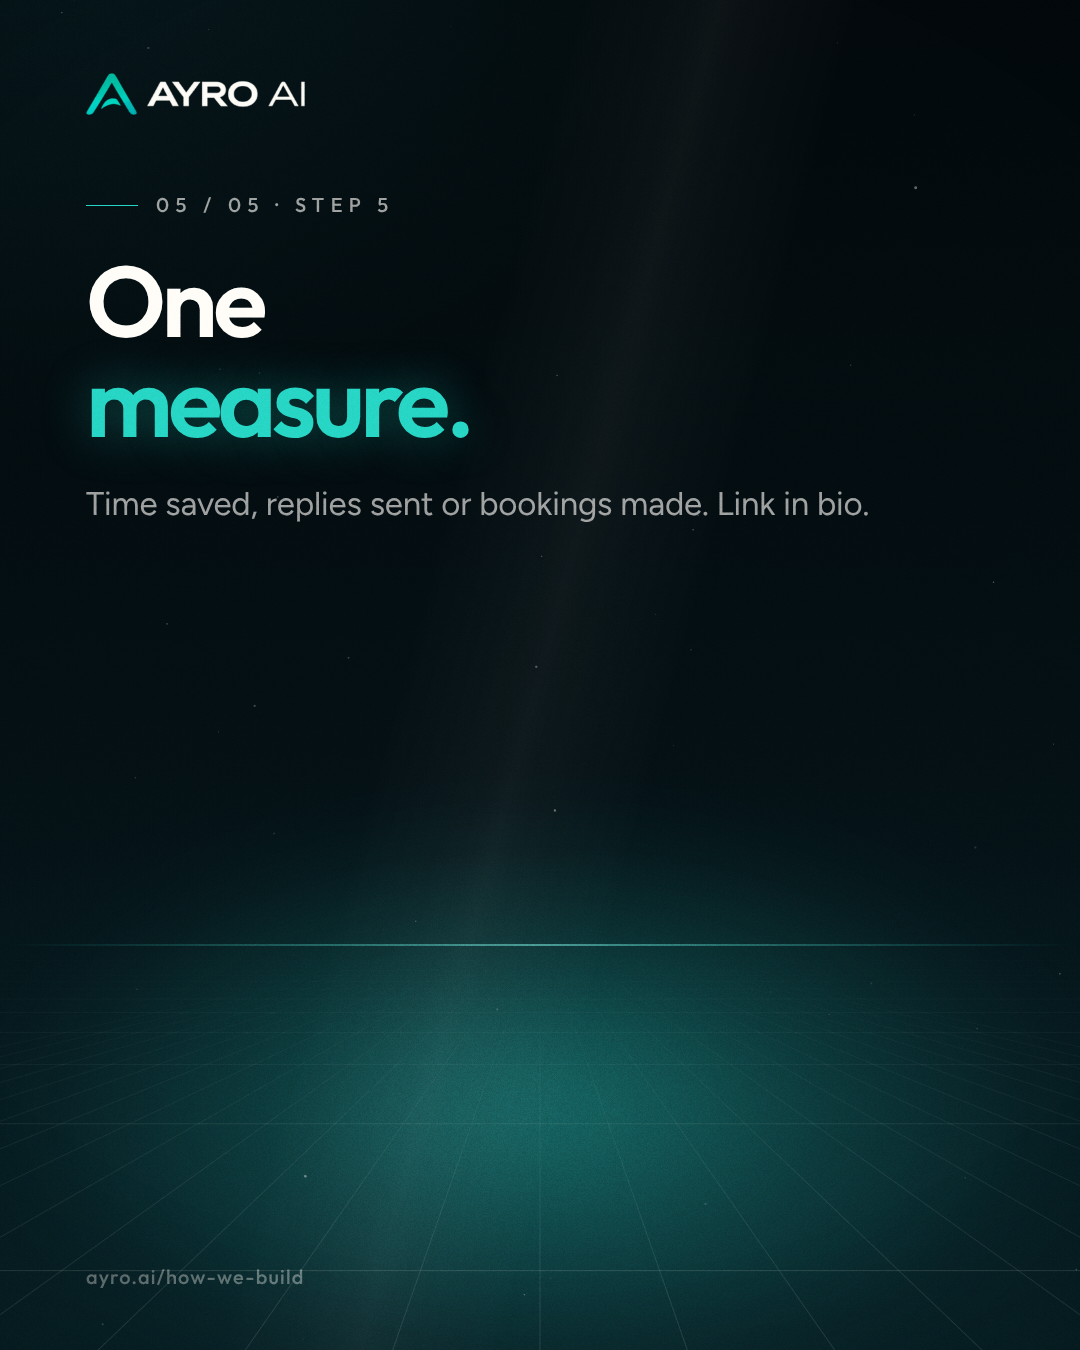 AYRO AI
05 / 05 · STEP 5
One
measure.
Time saved, replies sent or bookings made. Link in bio.
ayro.ai/how-we-build